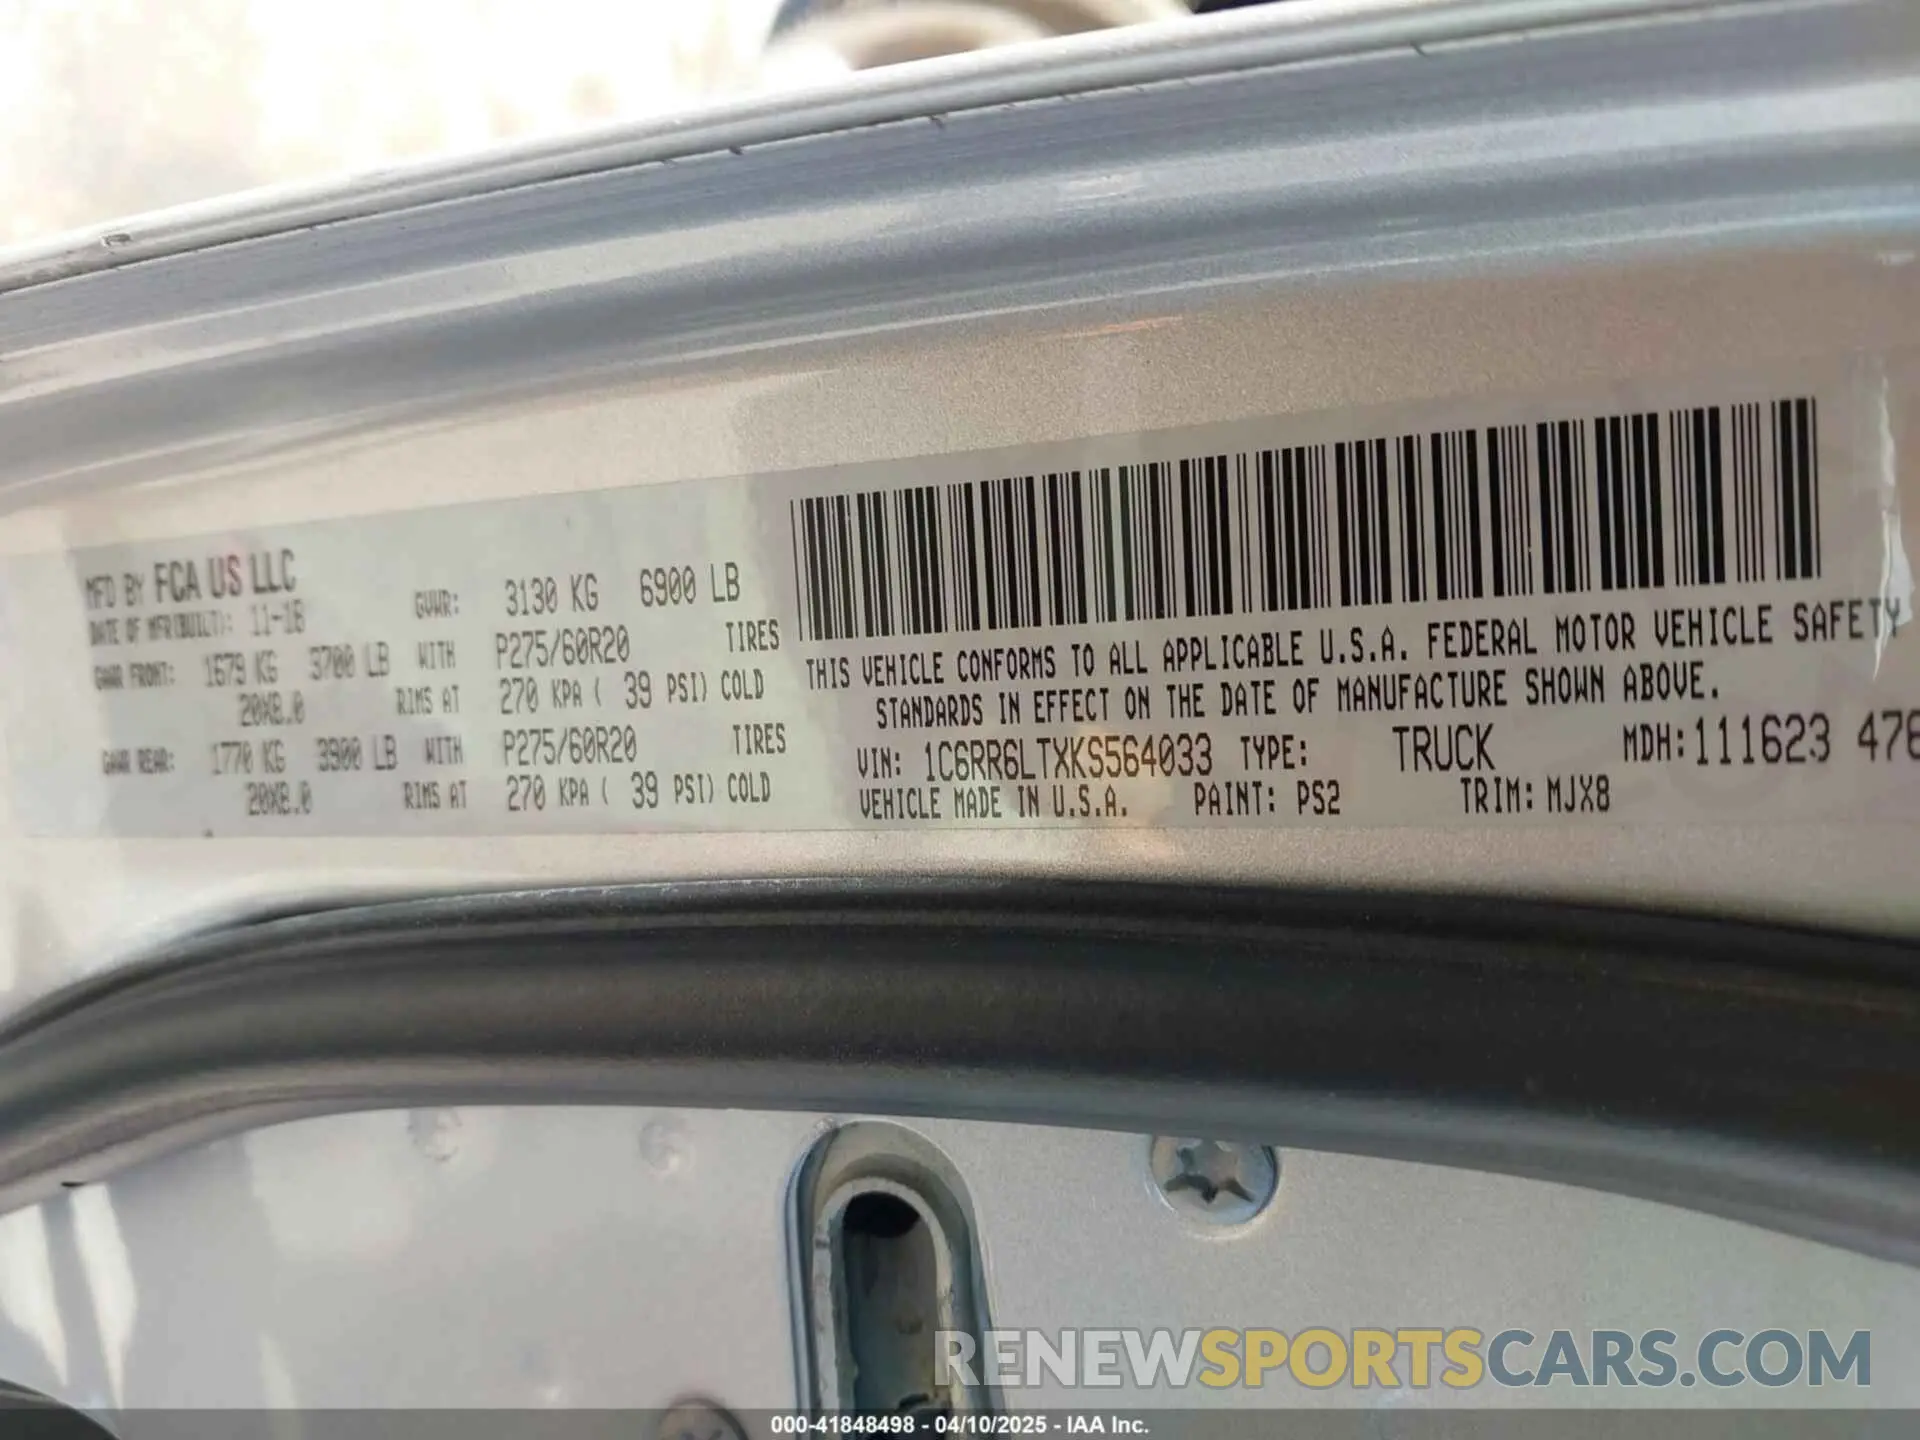 MFD BY FCA US LLC
DATE OF MFR(BUILT): 11-18 GVWR: 3130 KG 6900 LB
GAWR FRONT: 1679 KG 3700 LB WITH P275/60R20 TIRES
20X8.0 RIMS AT 270 KPA ( 39 PSI) COLD
GAWR REAR: 1770 KG 3900 LB WITH P275/60R20 TIRES
20X8.0 RIMS AT 270 KPA ( 39 PSI) COLD
THIS VEHICLE CONFORMS TO ALL APPLICABLE U.S.A. FEDERAL MOTOR VEHICLE SAFETY
STANDARDS IN EFFECT ON THE DATE OF MANUFACTURE SHOWN ABOVE.
VIN: 1C6RR6LTXKS564033 TYPE: TRUCK MDH: 111623
VEHICLE MADE IN U.S.A. PAINT: PS2 TRIM: MJX8
RENEWSPORTSCARS.COM
000-41848498 - 04/10/2025 - IAA Inc.